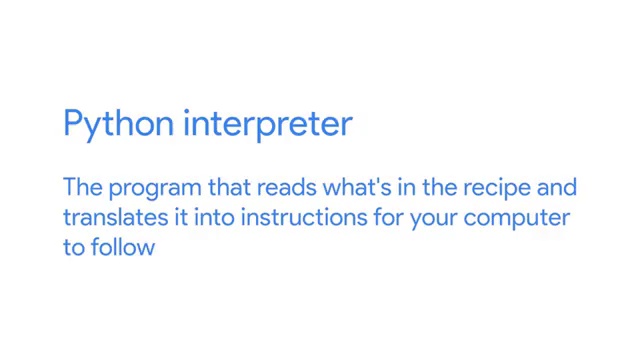 Python interpreter
The program that reads what's in the recipe and
translates it into instructions for your computer
to follow